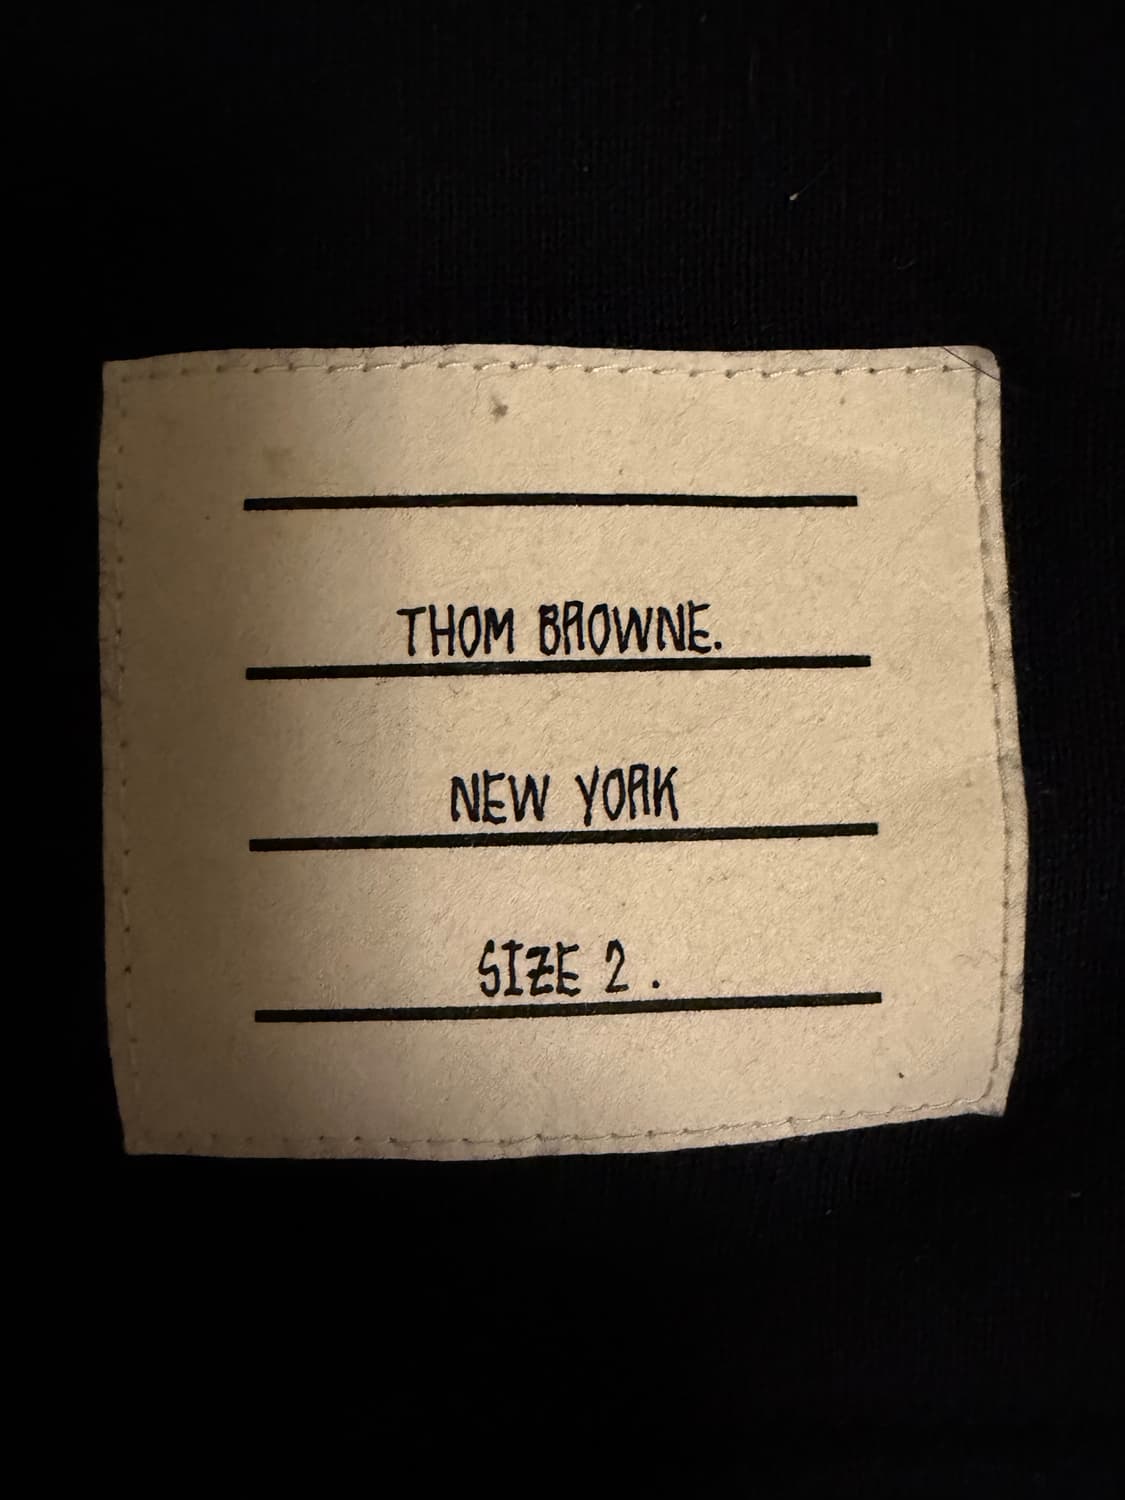 THOM BROWNE.
NEW YORK
SIZE 2 .